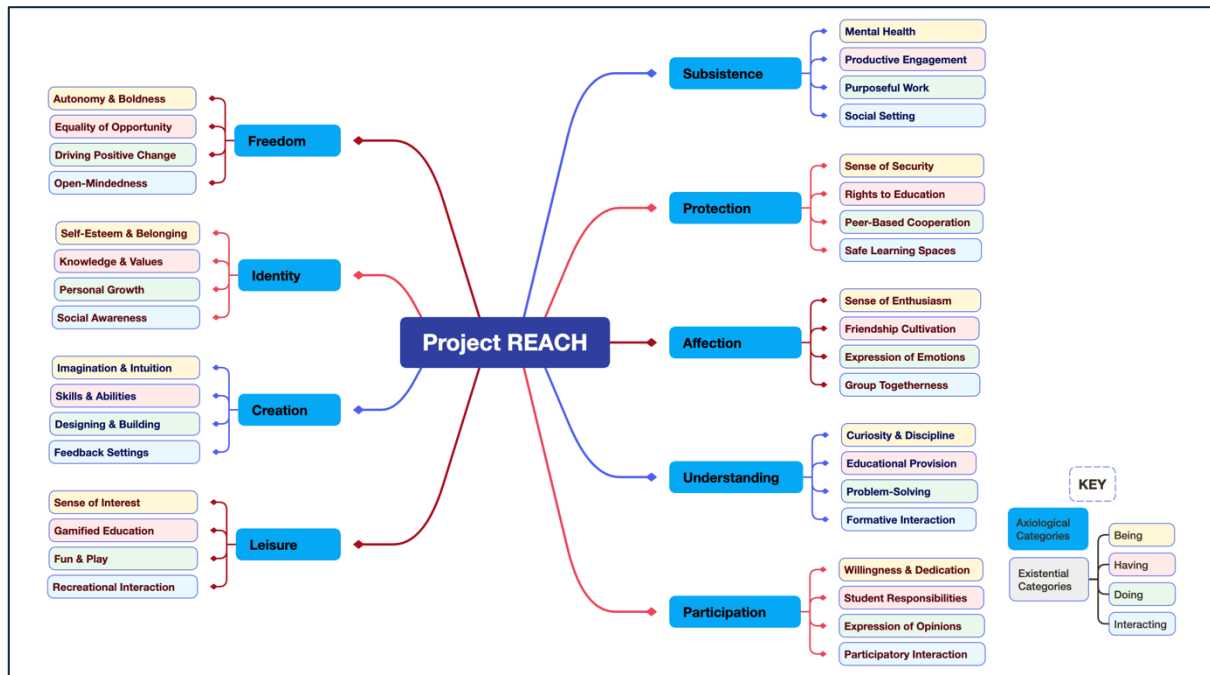 Project REACH
Freedom
Autonomy & Boldness
Equality of Opportunity
Driving Positive Change
Open-Mindedness
Identity
Self-Esteem & Belonging
Knowledge & Values
Personal Growth
Social Awareness
Creation
Imagination & Intuition
Skills & Abilities
Designing & Building
Feedback Settings
Leisure
Sense of Interest
Gamified Education
Fun & Play
Recreational Interaction
Subsistence
Mental Health
Productive Engagement
Purposeful Work
Social Setting
Protection
Sense of Security
Rights to Education
Peer-Based Cooperation
Safe Learning Spaces
Affection
Sense of Enthusiasm
Friendship Cultivation
Expression of Emotions
Group Togetherness
Understanding
Curiosity & Discipline
Educational Provision
Problem-Solving
Formative Interaction
Participation
Willingness & Dedication
Student Responsibilities
Expression of Opinions
Participatory Interaction
KEY
Axiological
Categories
Existential
Categories
Being
Having
Doing
Interacting